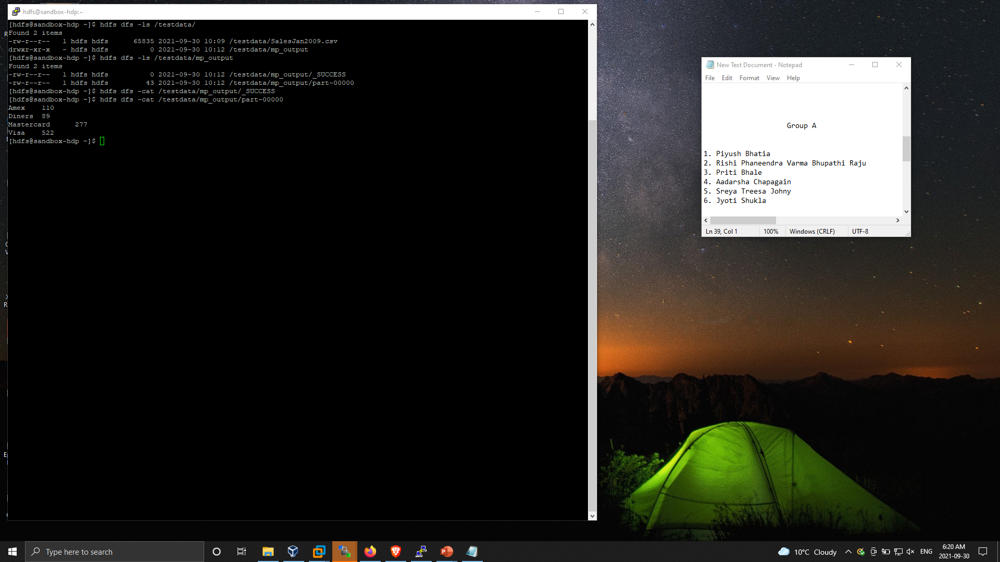 hdfs@sandbox-hdp:~
[hdfs@sandbox-hdp ~]$ hdfs dfs -ls /testdata/
Found 2 items
-rw-r--r--   1 hdfs hdfs      65835 2021-09-30 10:09 /testdata/SalesJan2009.csv
drwxr-xr-x   - hdfs hdfs          0 2021-09-30 10:12 /testdata/mp_output
[hdfs@sandbox-hdp ~]$ hdfs dfs -ls /testdata/mp_output
Found 2 items
-rw-r--r--   1 hdfs hdfs          0 2021-09-30 10:12 /testdata/mp_output/_SUCCESS
-rw-r--r--   1 hdfs hdfs         43 2021-09-30 10:12 /testdata/mp_output/part-00000
[hdfs@sandbox-hdp ~]$ hdfs dfs -cat /testdata/mp_output/_SUCCESS
[hdfs@sandbox-hdp ~]$ hdfs dfs -cat /testdata/mp_output/part-00000
Amex    110
Diners  89
Mastercard      277
Visa    522
[hdfs@sandbox-hdp ~]$
New Text Document - Notepad
File Edit Format View Help
Group A
1. Piyush Bhatia
2. Rishi Phaneendra Varma Bhupathi Raju
3. Priti Bhale
4. Aadarsha Chapagain
5. Sreya Treesa Johny
6. Jyoti Shukla
Ln 39, Col 1 100% Windows (CRLF) UTF-8
Type here to search
10°C Cloudy
ENG
6:20 AM
2021-09-30